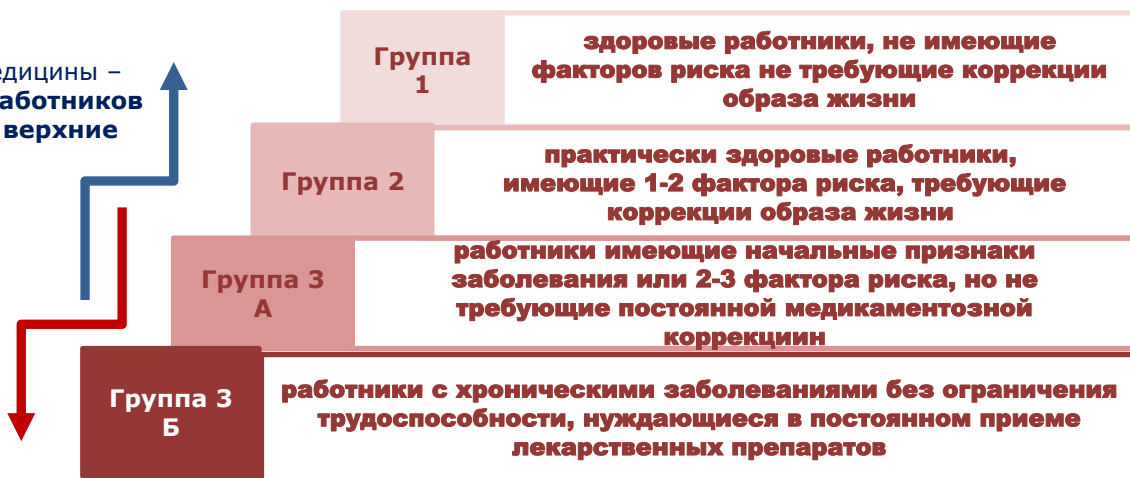 едицины –
аботников
верхние
Группа
1
здоровые работники, не имеющие
факторов риска не требующие коррекции
образа жизни
Группа 2
практически здоровые работники,
имеющие 1-2 фактора риска, требующие
коррекции образа жизни
Группа 3
А
работники имеющие начальные признаки
заболевания или 2-3 фактора риска, но не
требующие постоянной медикаментозной
коррекциин
Группа 3
Б
работники с хроническими заболеваниями без ограничения
трудоспособности, нуждающиеся в постоянном приеме
лекарственных препаратов